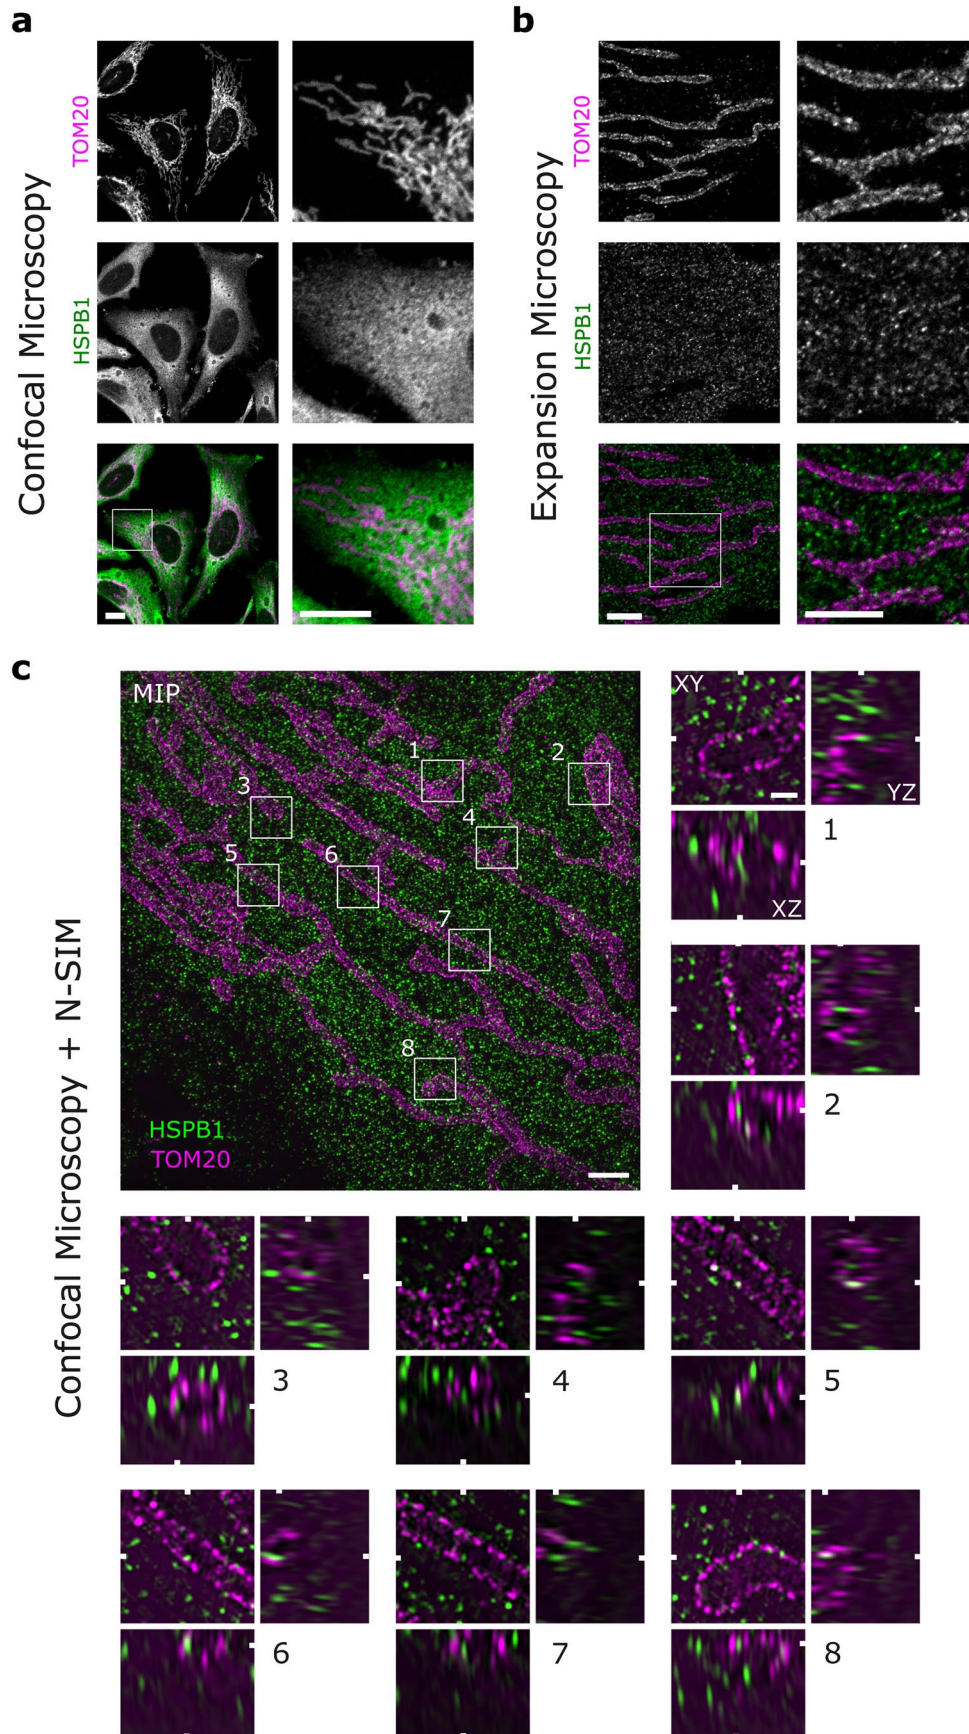 a
Confocal Microscopy
TOM20
HSPB1
b
Expansion Microscopy
TOM20
HSPB1
c
Confocal Microscopy + N-SIM
MIP
1
2
3
4
5
6
7
8
HSPB1
TOM20
XY
YZ
XZ
1
2
3
4
5
6
7
8